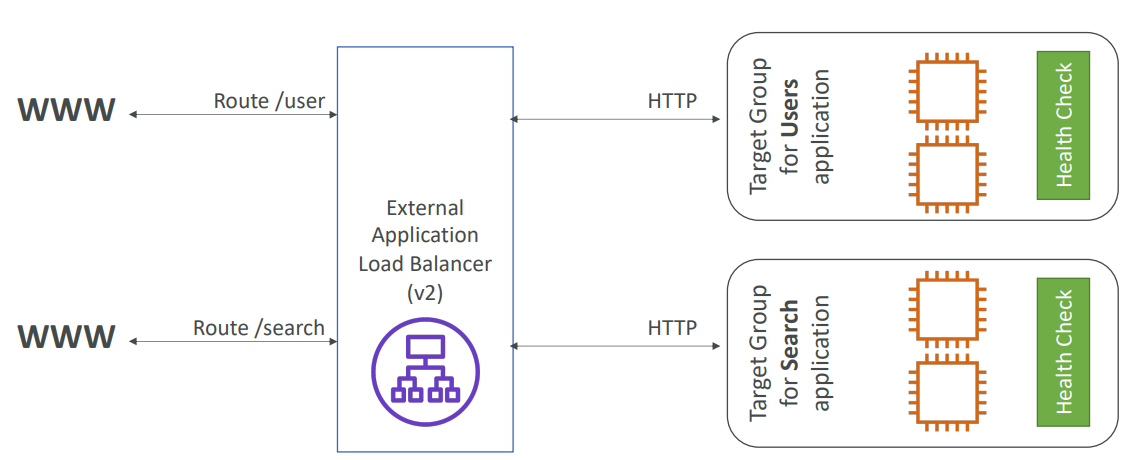 WWW
Route /user
HTTP
Target Group
for Users
application
Health Check
External
Application
Load Balancer
(v2)
WWW
Route /search
HTTP
Target Group
for Search
application
Health Check